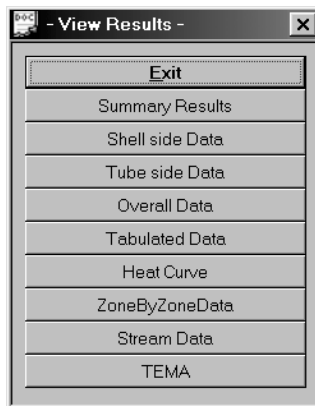 DOC
- View Results -
Exit
Summary Results
Shell side Data
Tube side Data
Overall Data
Tabulated Data
Heat Curve
ZoneByZoneData
Stream Data
TEMA